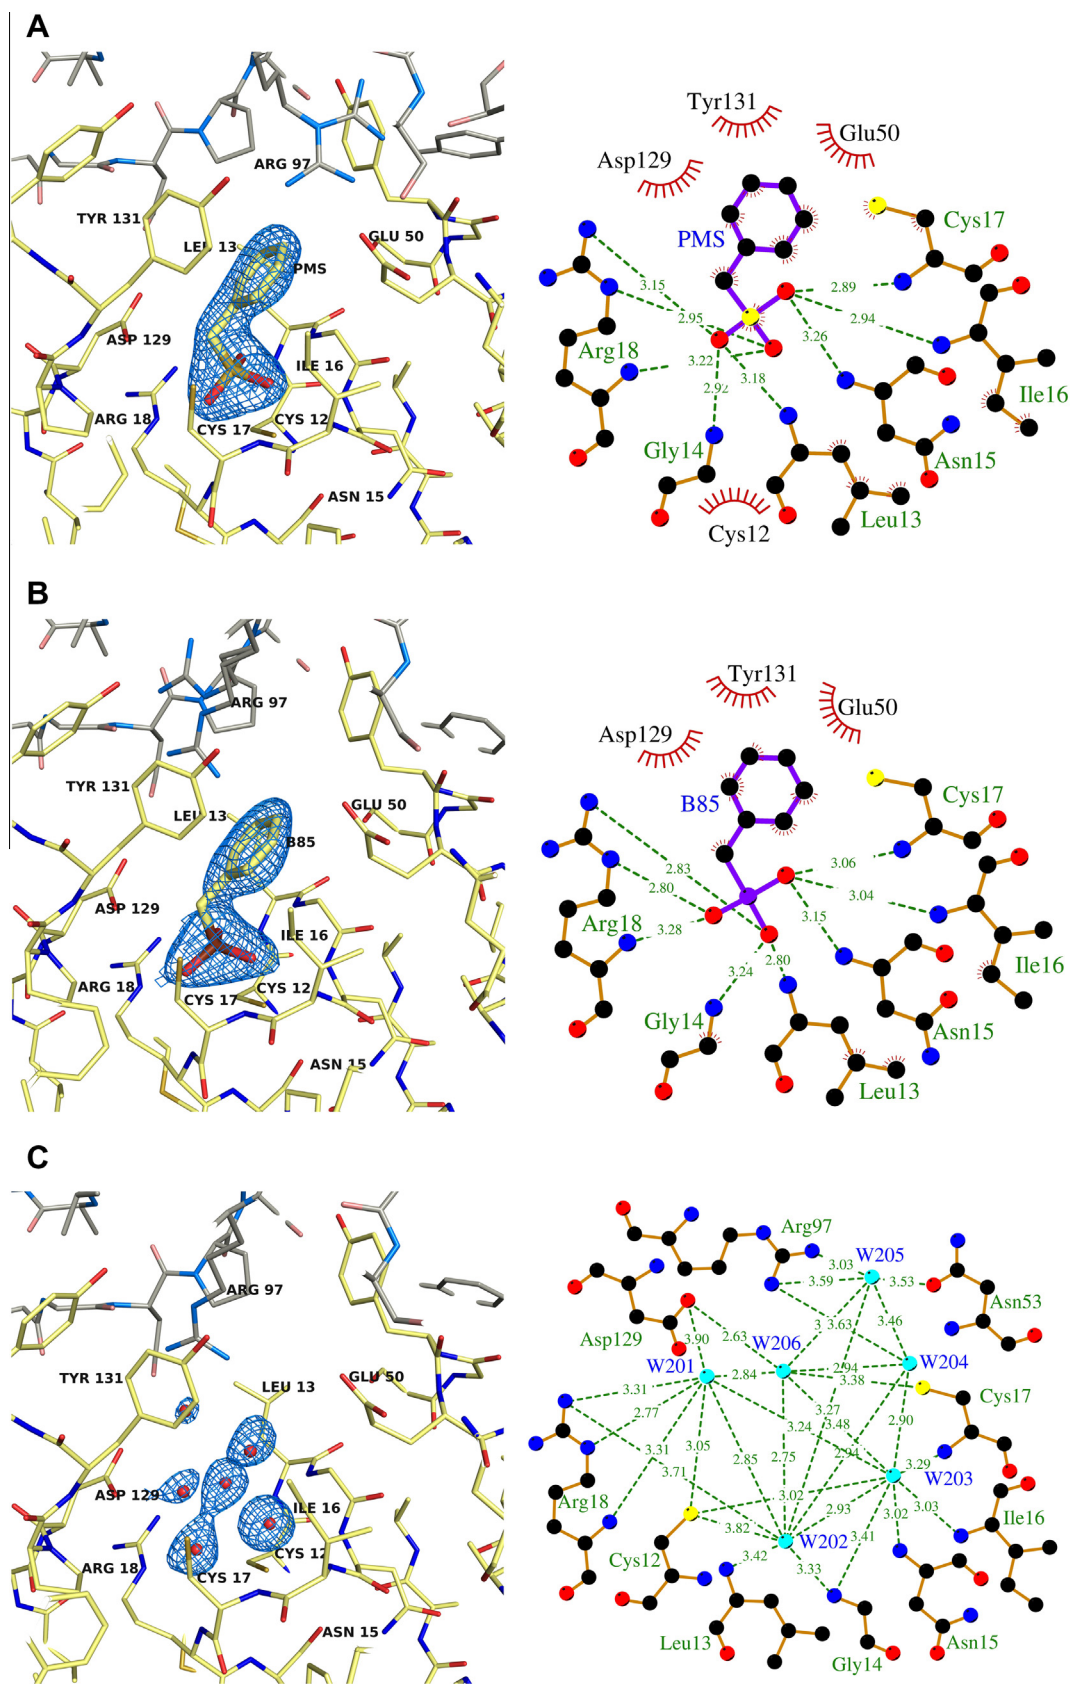 A
ARG 97
TYR 131
LEU 13
GLU 50
PMS
ASP 129
ILE 16
ARG 18
CYS 17
CYS 12
ASN 15
Tyr131
Glu50
Asp129
PMS
Cys17
2.89
3.15
2.94
2.95
3.26
Arg18
3.22
3.18
2.92
Ile16
Gly14
Asn15
Leu13
Cys12
B
ARG 97
TYR 131
LEU 13
GLU 50
B85
ASP 129
ILE 16
ARG 18
CYS 17
CYS 12
ASN 15
Tyr131
Glu50
Asp129
B85
Cys17
3.06
2.83
2.80
3.04
3.15
Arg18
3.28
3.24
2.80
Ile16
Gly14
Asn15
Leu13
C
ARG 97
TYR 131
LEU 13
GLU 50
ASP 129
ILE 16
ARG 18
CYS 12
CYS 17
ASN 15
Arg97
W205
3.03
3.59
3.53
Asn53
Asp129
3.90
2.63
W206
3.63
3.46
W201
2.84
2.94
W204
3.38
Cys17
3.31
2.77
3.27
3.24
3.48
2.90
3.31
3.05
2.85
2.75
2.94
3.29
W203
3.71
Arg18
3.02
2.93
3.02
3.03
Ile16
3.82
3.41
W202
Cys12
3.42
3.33
Leu13
Gly14
Asn15